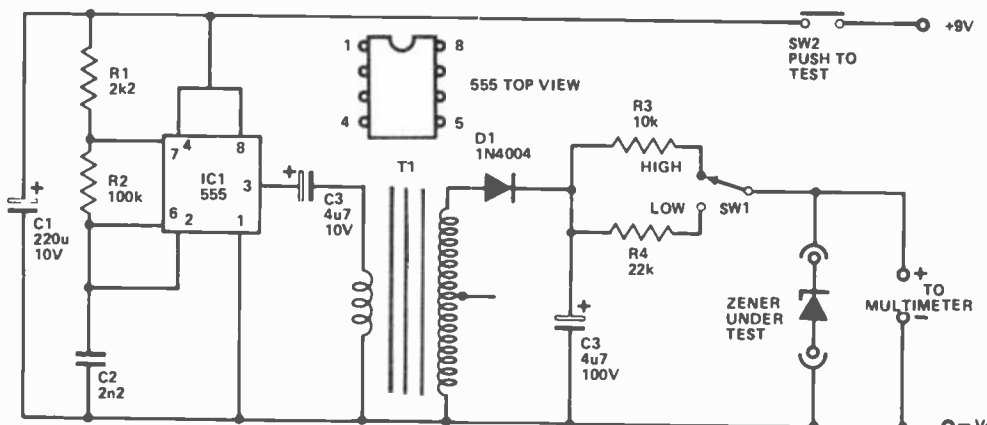 +9V
SW2
PUSH TO
TEST
R1
2k2
1
8
555 TOP VIEW
4
5
R3
10k
HIGH
D1
1N4004
T1
4
8
7
IC1
555
3
+
C3
4u7
10V
R2
100k
6
2
1
LOW
SW1
R4
22k
+
C1
220u
10V
+
C3
4u7
100V
ZENER
UNDER
TEST
+
TO
MULTIMETER
-
C2
2n2